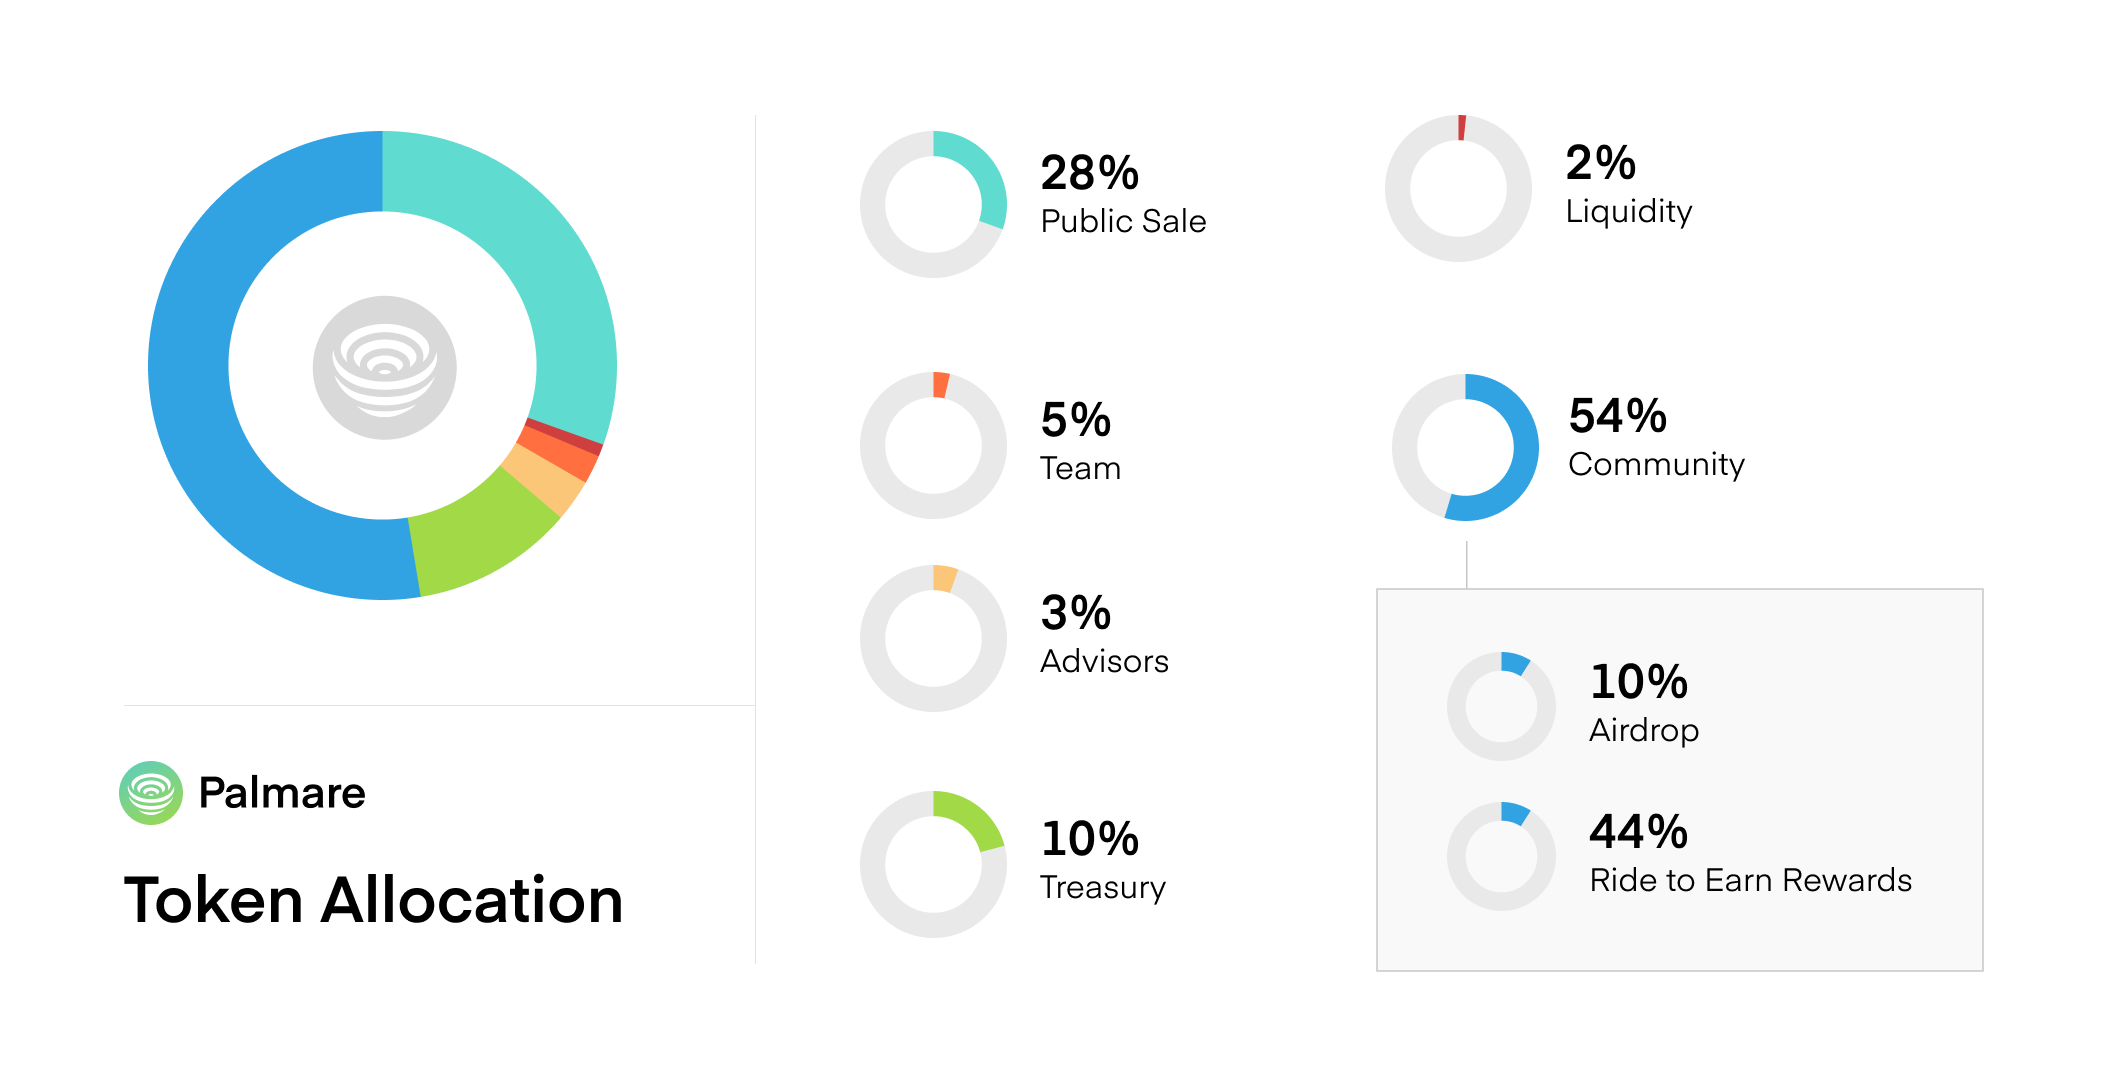 Palmare
Token Allocation
28%
Public Sale
5%
Team
3%
Advisors
10%
Treasury
2%
Liquidity
54%
Community
10%
Airdrop
44%
Ride to Earn Rewards